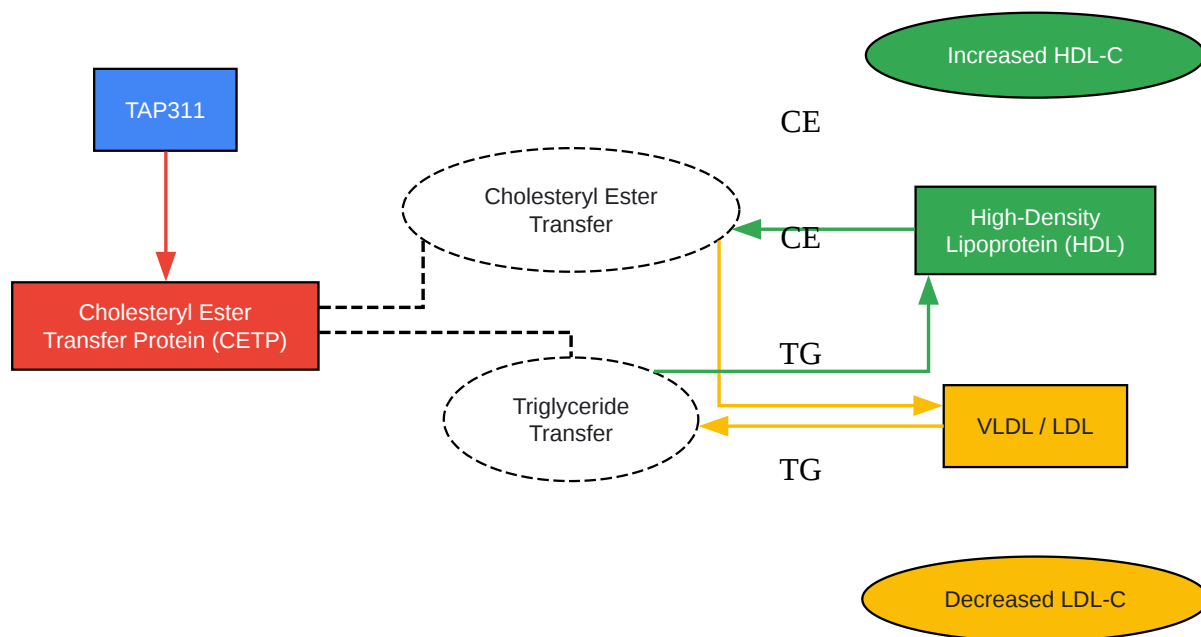 Increased HDL-C
TAP311
CE
Cholesteryl Ester
Transfer
High-Density
Lipoprotein (HDL)
CE
Cholesteryl Ester
Transfer Protein (CETP)
TG
Triglyceride
Transfer
VLDL / LDL
TG
Decreased LDL-C